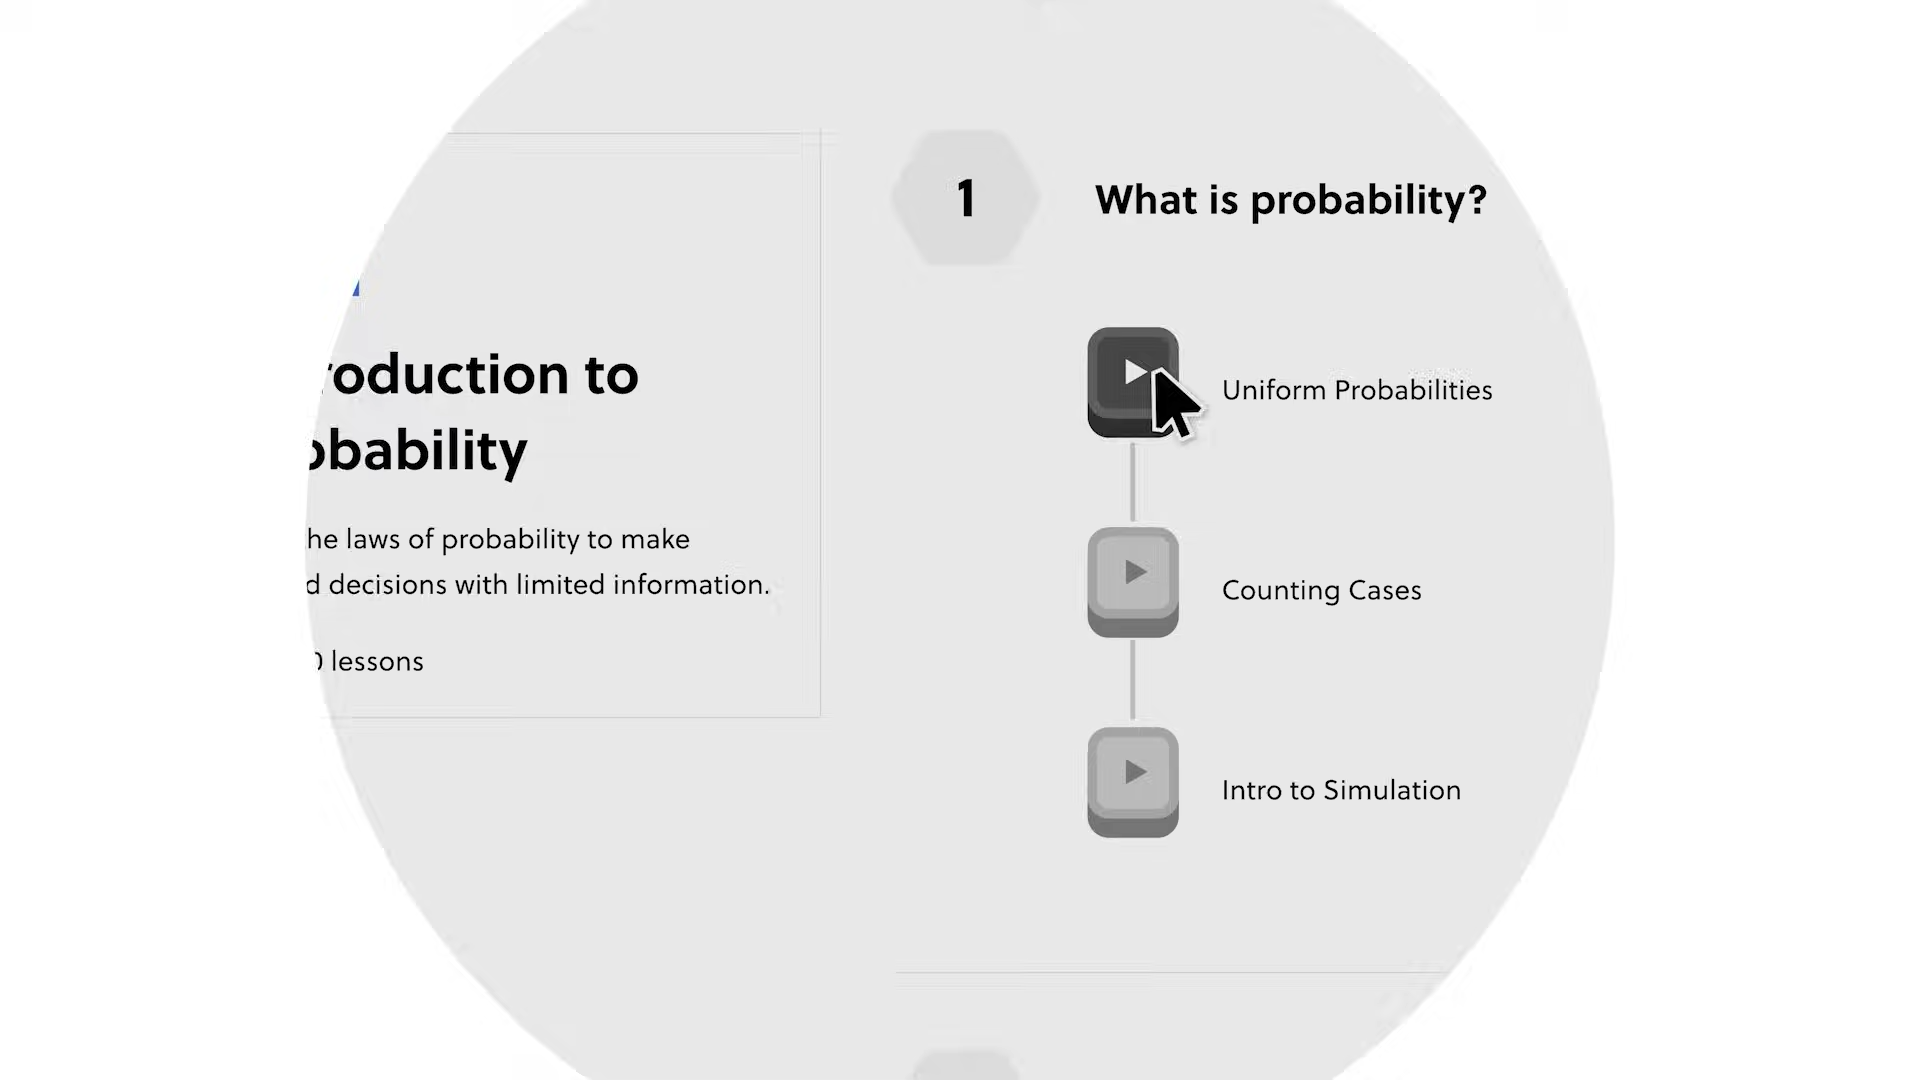 roduction to
obability
he laws of probability to make
d decisions with limited information.
0 lessons
1
What is probability?
Uniform Probabilities
Counting Cases
Intro to Simulation